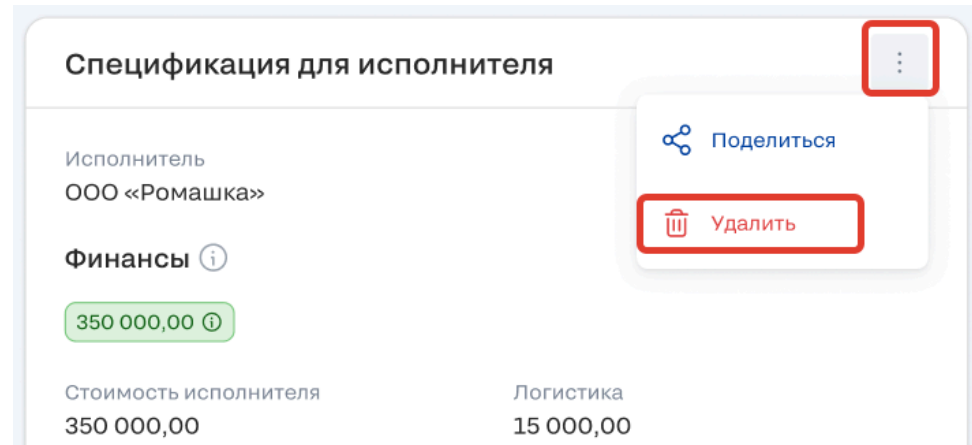 Спецификация для исполнителя
Поделиться
Удалить
Исполнитель
ООО «Ромашка»
Финансы
350 000,00
Стоимость исполнителя
350 000,00
Логистика
15 000,00